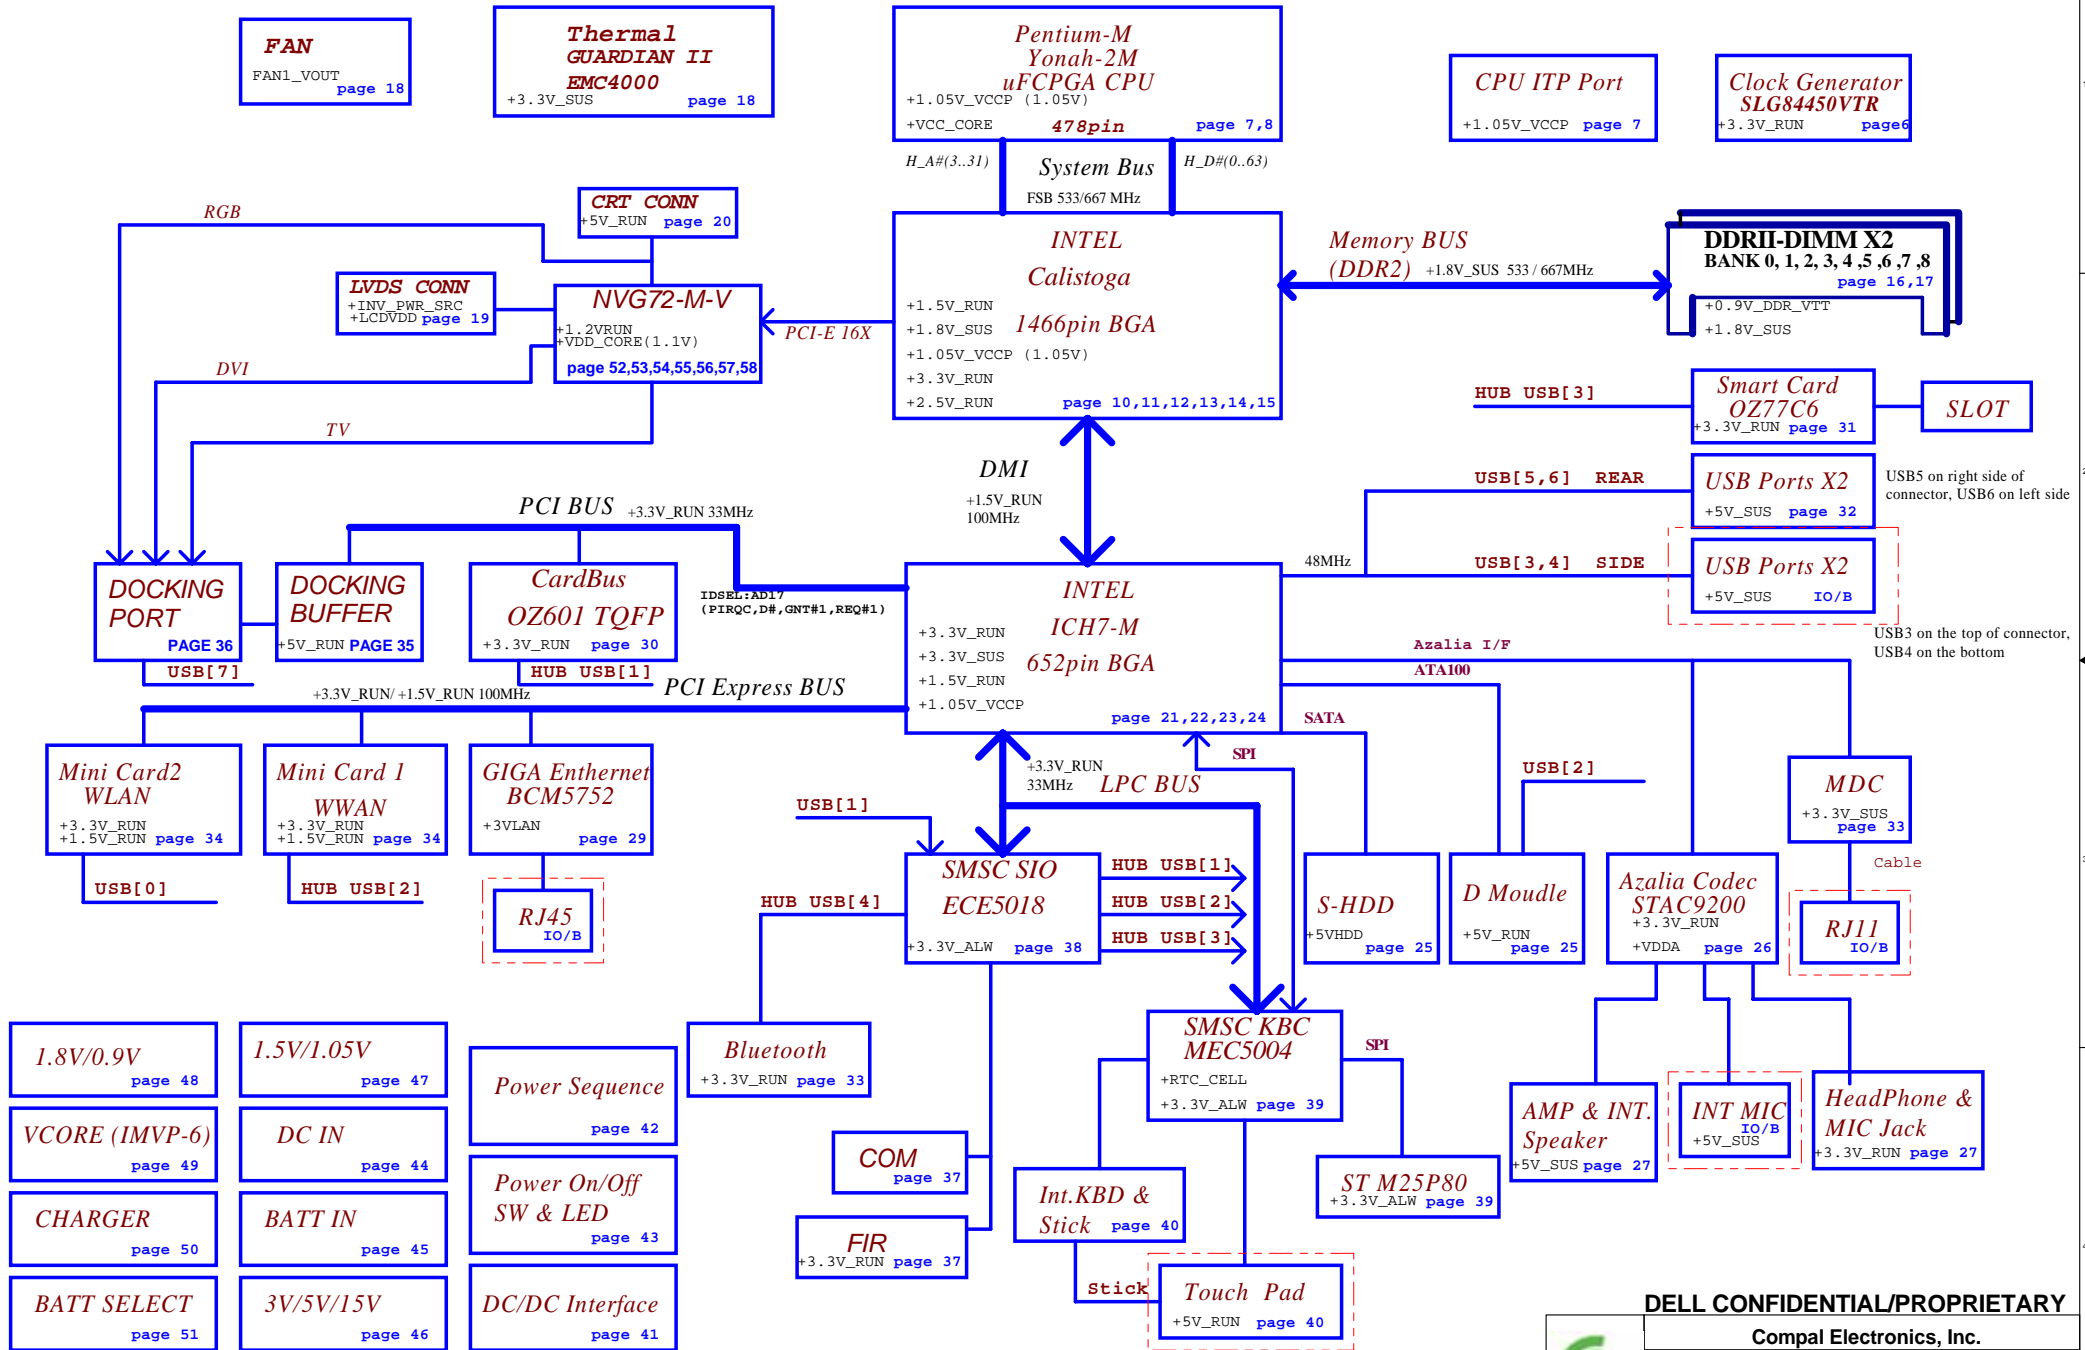 FAN
FAN1_VOUT
page 18
Thermal
GUARDIAN II
EMC4000
+3.3V_SUS page 18
Pentium-M
Yonah-2M
uFCPGA CPU
+1.05V_VCCP (1.05V)
+VCC_CORE 478pin page 7,8
CPU ITP Port
+1.05V_VCCP page 7
Clock Generator
SLG84450VTR
+3.3V_RUN page6
H_A#(3..31) System Bus H_D#(0..63)
FSB 533/667 MHz
RGB
CRT CONN
+5V_RUN page 20
LVDS CONN
+INV_PWR_SRC
+LCDVDD page 19
NVG72-M-V
+1.2VRUN
+VDD_CORE(1.1V)
page 52,53,54,55,56,57,58
PCI-E 16X
DVI
TV
INTEL
Calistoga
+1.5V_RUN
+1.8V_SUS 1466pin BGA
+1.05V_VCCP (1.05V)
+3.3V_RUN
+2.5V_RUN page 10,11,12,13,14,15
Memory BUS
(DDR2) +1.8V_SUS 533 / 667MHz
DDRII-DIMM X2
BANK 0, 1, 2, 3, 4 ,5 ,6 ,7 ,8
page 16,17
+0.9V_DDR_VTT
+1.8V_SUS
HUB USB[3]
Smart Card
OZ77C6
+3.3V_RUN page 31
SLOT
DMI
+1.5V_RUN
100MHz
USB[5,6] REAR
USB Ports X2
+5V_SUS page 32
USB5 on right side of
connector, USB6 on left side
48MHz
USB[3,4] SIDE
USB Ports X2
+5V_SUS IO/B
USB3 on the top of connector,
USB4 on the bottom
PCI BUS +3.3V_RUN 33MHz
DOCKING
PORT
PAGE 36
USB[7]
DOCKING
BUFFER
+5V_RUN PAGE 35
CardBus
OZ601 TQFP
+3.3V_RUN page 30
HUB USB[1]
IDSEL:AD17
(PIRQC,D#,GNT#1,REQ#1)
INTEL
ICH7-M
652pin BGA
+3.3V_RUN
+3.3V_SUS
+1.5V_RUN
+1.05V_VCCP
page 21,22,23,24
Azalia I/F
ATA100
SATA
SPI
+3.3V_RUN/ +1.5V_RUN 100MHz PCI Express BUS
Mini Card2
WLAN
+3.3V_RUN
+1.5V_RUN page 34
USB[0]
Mini Card 1
WWAN
+3.3V_RUN
+1.5V_RUN page 34
HUB USB[2]
GIGA Enthernet
BCM5752
+3VLAN
page 29
RJ45
IO/B
+3.3V_RUN
33MHz LPC BUS
USB[1]
SMSC SIO
ECE5018
+3.3V_ALW page 38
HUB USB[4]
HUB USB[1]
HUB USB[2]
HUB USB[3]
S-HDD
+5VHDD
page 25
USB[2]
D Moudle
+5V_RUN
page 25
Azalia Codec
STAC9200
+3.3V_RUN
+VDDA page 26
MDC
+3.3V_SUS
page 33
Cable
RJ11
IO/B
Bluetooth
+3.3V_RUN page 33
COM
page 37
FIR
+3.3V_RUN page 37
SMSC KBC
MEC5004
+RTC_CELL
+3.3V_ALW page 39
SPI
ST M25P80
+3.3V_ALW page 39
Int.KBD &
Stick page 40
Stick
Touch Pad
+5V_RUN page 40
AMP & INT.
Speaker
+5V_SUS page 27
INT MIC
IO/B
+5V_SUS
HeadPhone &
MIC Jack
+3.3V_RUN page 27
1.8V/0.9V
page 48
1.5V/1.05V
page 47
Power Sequence
page 42
VCORE (IMVP-6)
page 49
DC IN
page 44
Power On/Off
SW & LED
page 43
CHARGER
page 50
BATT IN
page 45
BATT SELECT
page 51
3V/5V/15V
page 46
DC/DC Interface
page 41
DELL CONFIDENTIAL/PROPRIETARY
Compal Electronics, Inc.